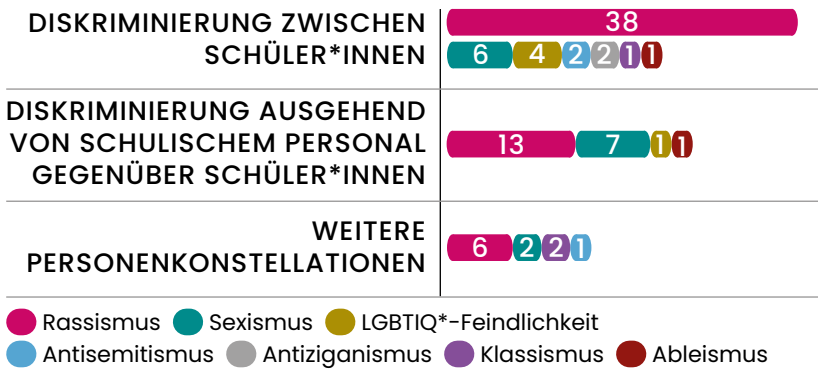 DISKRIMINIERUNG ZWISCHEN
SCHÜLER*INNEN
38
6 4 2 2 1 1
DISKRIMINIERUNG AUSGEHEND
VON SCHULISCHEM PERSONAL
GEGENÜBER SCHÜLER*INNEN
13 7 1 1
WEITERE
PERSONENKONSTELLATIONEN
6 2 2 1
Rassismus Sexismus LGBTIQ*-Feindlichkeit
Antisemitismus Antiziganismus Klassismus Ableismus